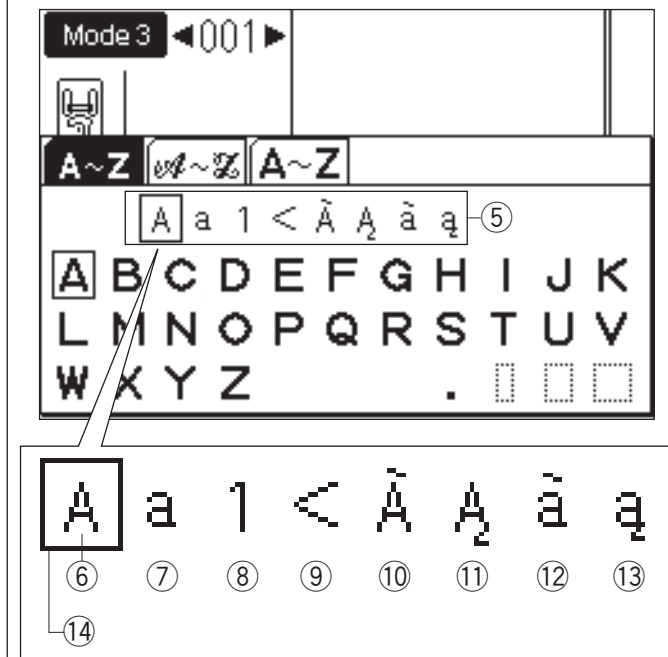 Mode 3 ◄001►
A~Z 𝒜~𝒵 A~Z
A a 1 < Ã Ą ã ą ⑤
A B C D E F G H I J K
L M N O P Q R S T U V
W X Y Z .
A a 1 < Ã Ą ã ą
⑥ ⑦ ⑧ ⑨ ⑩ ⑪ ⑫ ⑬
⑭